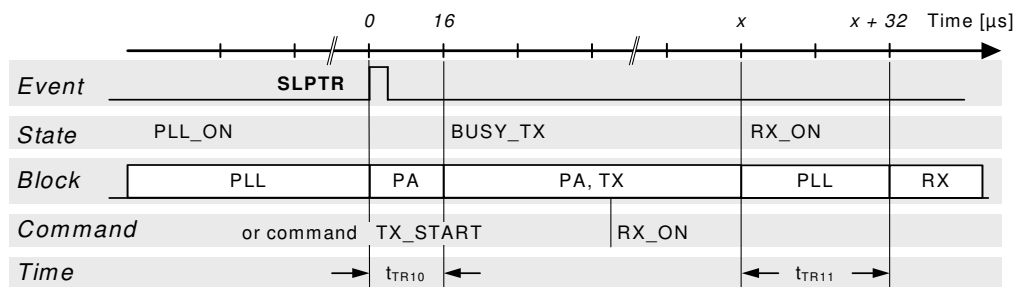 0 16 x x + 32 Time [µs]
Event SLPTR
State PLL_ON BUSY_TX RX_ON
Block PLL PA PA, TX PLL RX
Command or command TX_START RX_ON
Time tTR10 tTR11